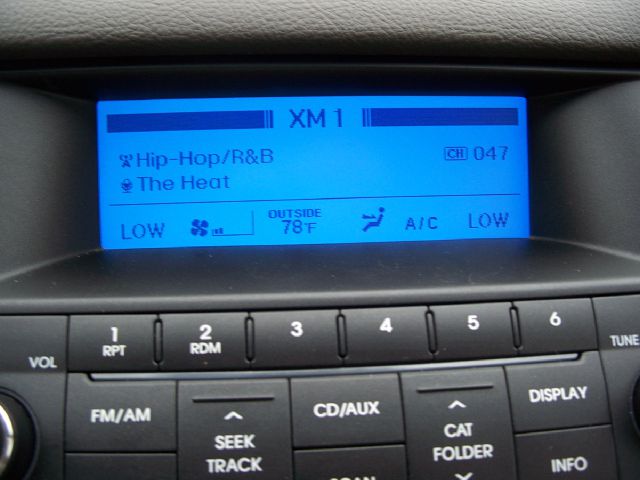 XM 1
Hip-Hop/R&B CH 047
The Heat
LOW OUTSIDE 78°F A/C LOW
1 RPT 2 RDM 3 4 5 6
VOL TUNE
FM/AM SEEK TRACK CD/AUX CAT FOLDER DISPLAY
SCAN INFO